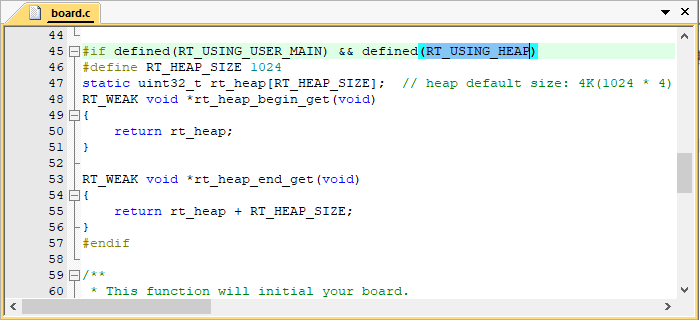 board.c
44
45 #if defined(RT_USING_USER_MAIN) && defined(RT_USING_HEAP)
46 #define RT_HEAP_SIZE 1024
47 static uint32_t rt_heap[RT_HEAP_SIZE];  // heap default size: 4K(1024 * 4)
48 RT_WEAK void *rt_heap_begin_get(void)
49 {
50     return rt_heap;
51 }
52
53 RT_WEAK void *rt_heap_end_get(void)
54 {
55     return rt_heap + RT_HEAP_SIZE;
56 }
57 #endif
58
59 /**
60  * This function will initial your board.